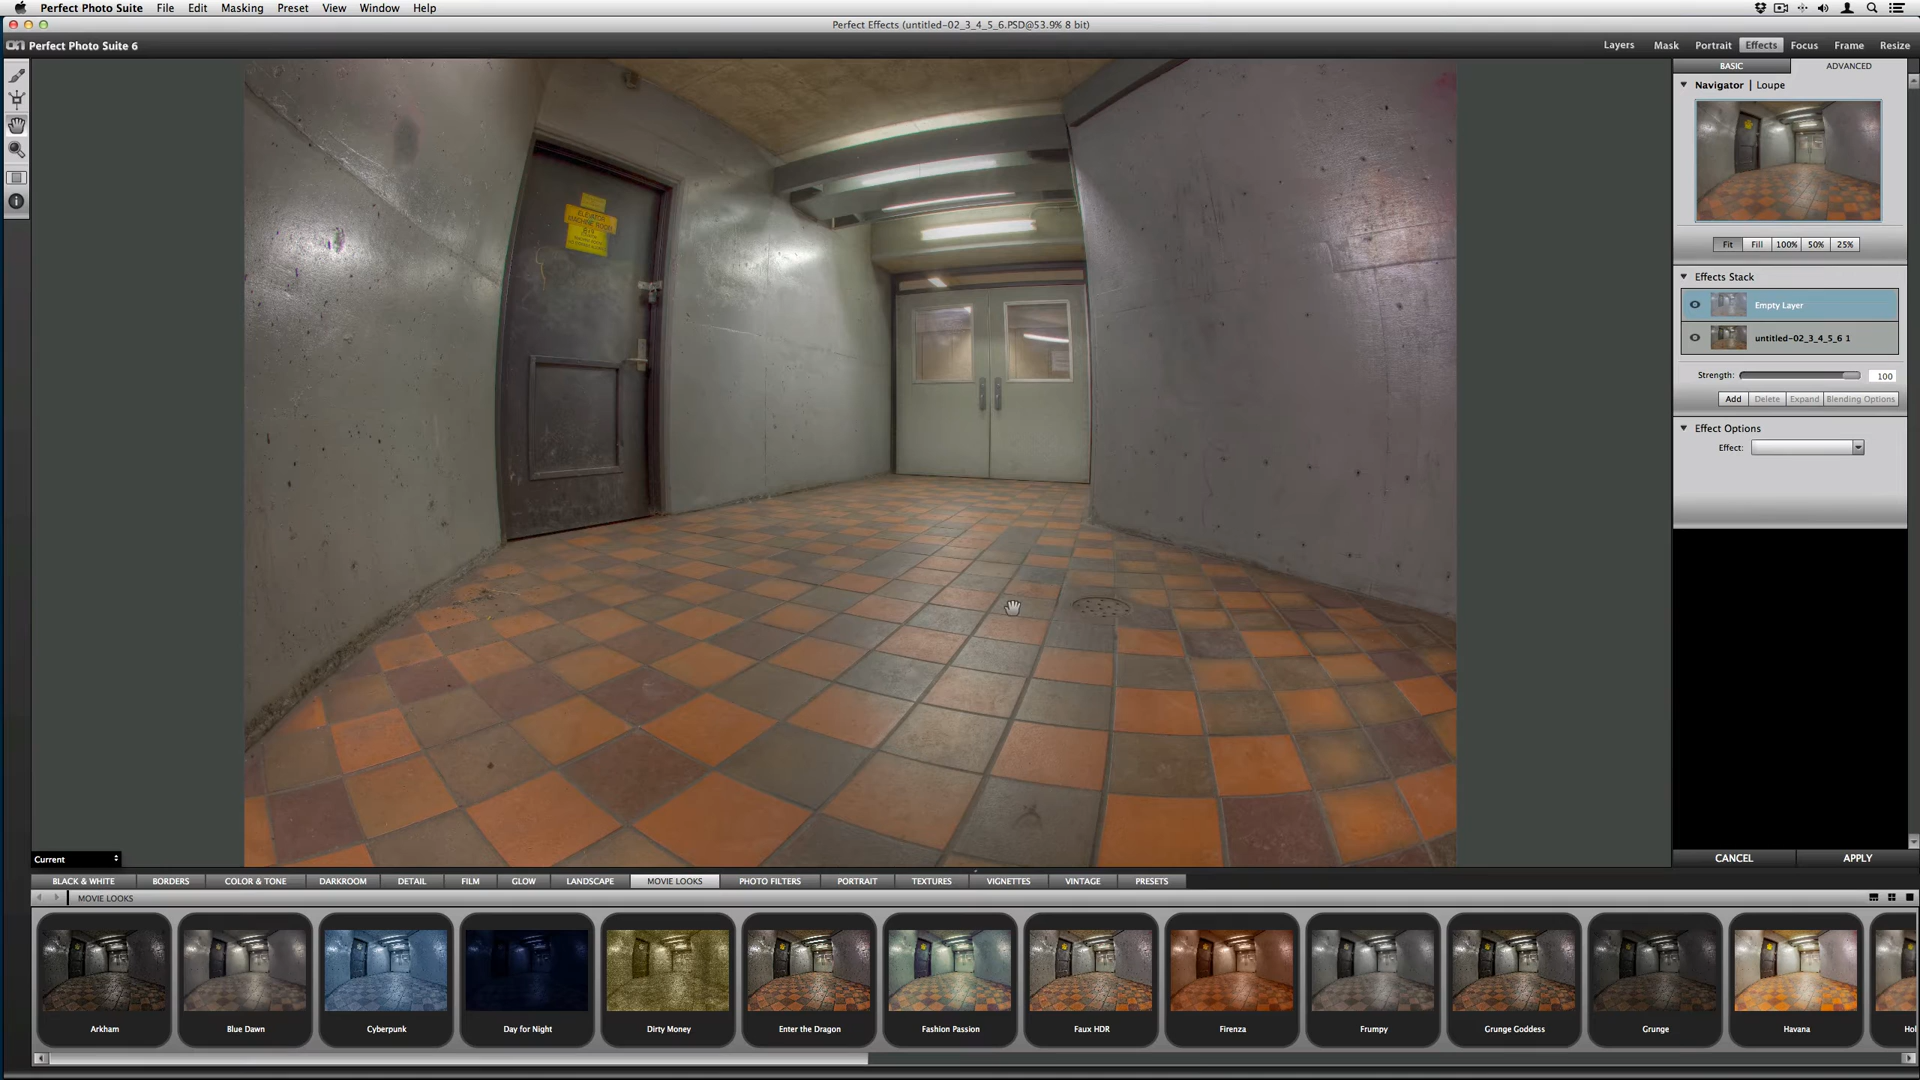 Perfect Photo Suite File Edit Masking Preset View Window Help
Perfect Effects (untitled-02_3_4_5_6.PSD@53.9% 8 bit)
on Perfect Photo Suite 6
Layers Mask Portrait Effects Focus Frame Resize
BASIC ADVANCED
Navigator | Loupe
Fit Fill 100% 50% 25%
Effects Stack
Empty Layer
untitled-02_3_4_5_6 1
Strength: 100
Add Delete Expand Blending Options
Effect Options
Effect:
ELEVATOR
MACHINE ROOM
CANCEL APPLY
Current
BLACK & WHITE BORDERS COLOR & TONE DARKROOM DETAIL FILM GLOW LANDSCAPE MOVIE LOOKS PHOTO FILTERS PORTRAIT TEXTURES VIGNETTES VINTAGE PRESETS
MOVIE LOOKS
Arkham Blue Dawn Cyberpunk Day for Night Dirty Money Enter the Dragon Fashion Passion Faux HDR Firenza Frumpy Grunge Goddess Grunge Havana Hol